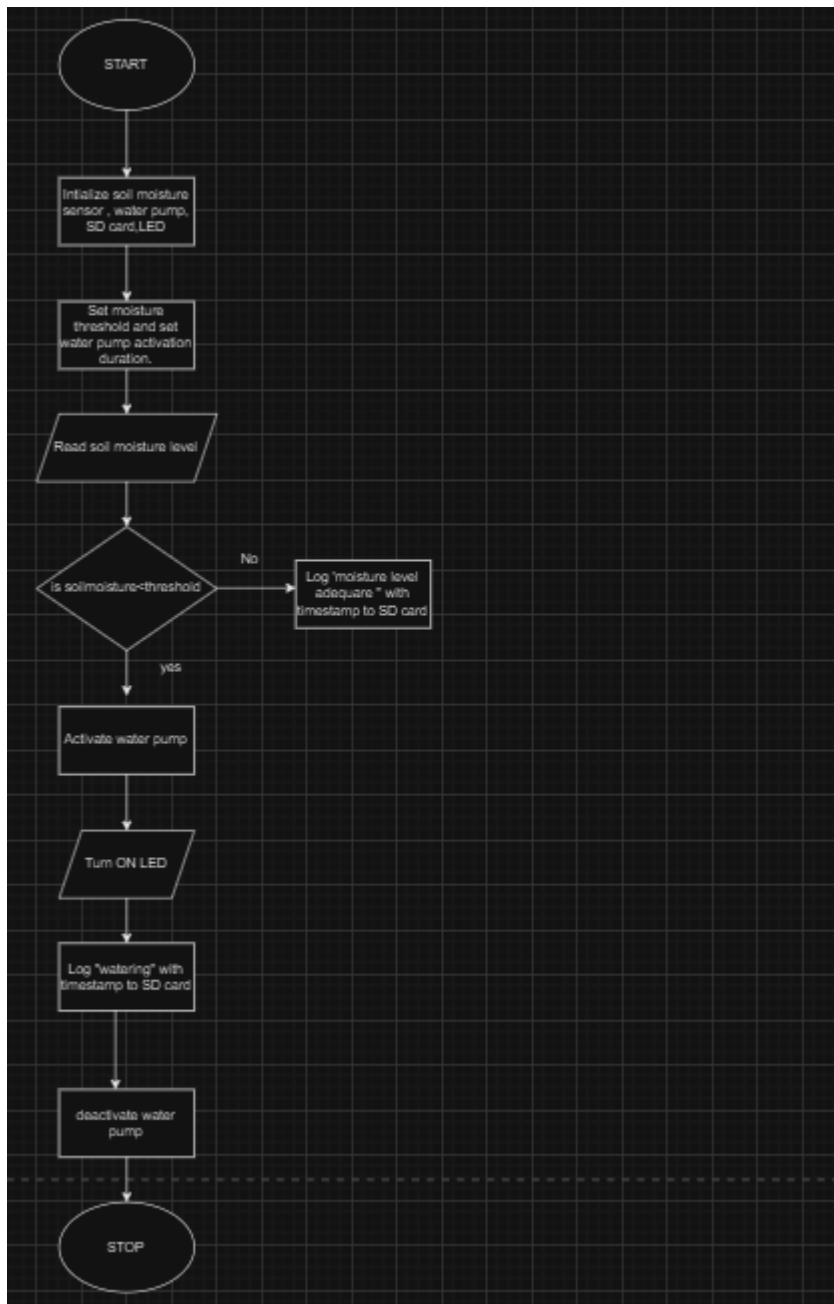 START
Intialize soil moisture
sensor , water pump,
SD card,LED
Set moisture
threshold and set
water pump activation
duration.
Read soil moisture level
is soilmoisture<threshold
No
Log 'moisture level
adequare " with
timestamp to SD card
yes
Activate water pump
Turn ON LED
Log "watering" with
timestamp to SD card
deactivate water
pump
STOP